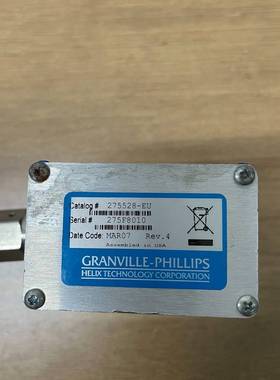 Catalog # 275528-EU
Serial # 275F8010
Date Code: MAR07 Rev.4
Assembled in USA
GRANVILLE-PHILLIPS
HELIX TECHNOLOGY CORPORATION